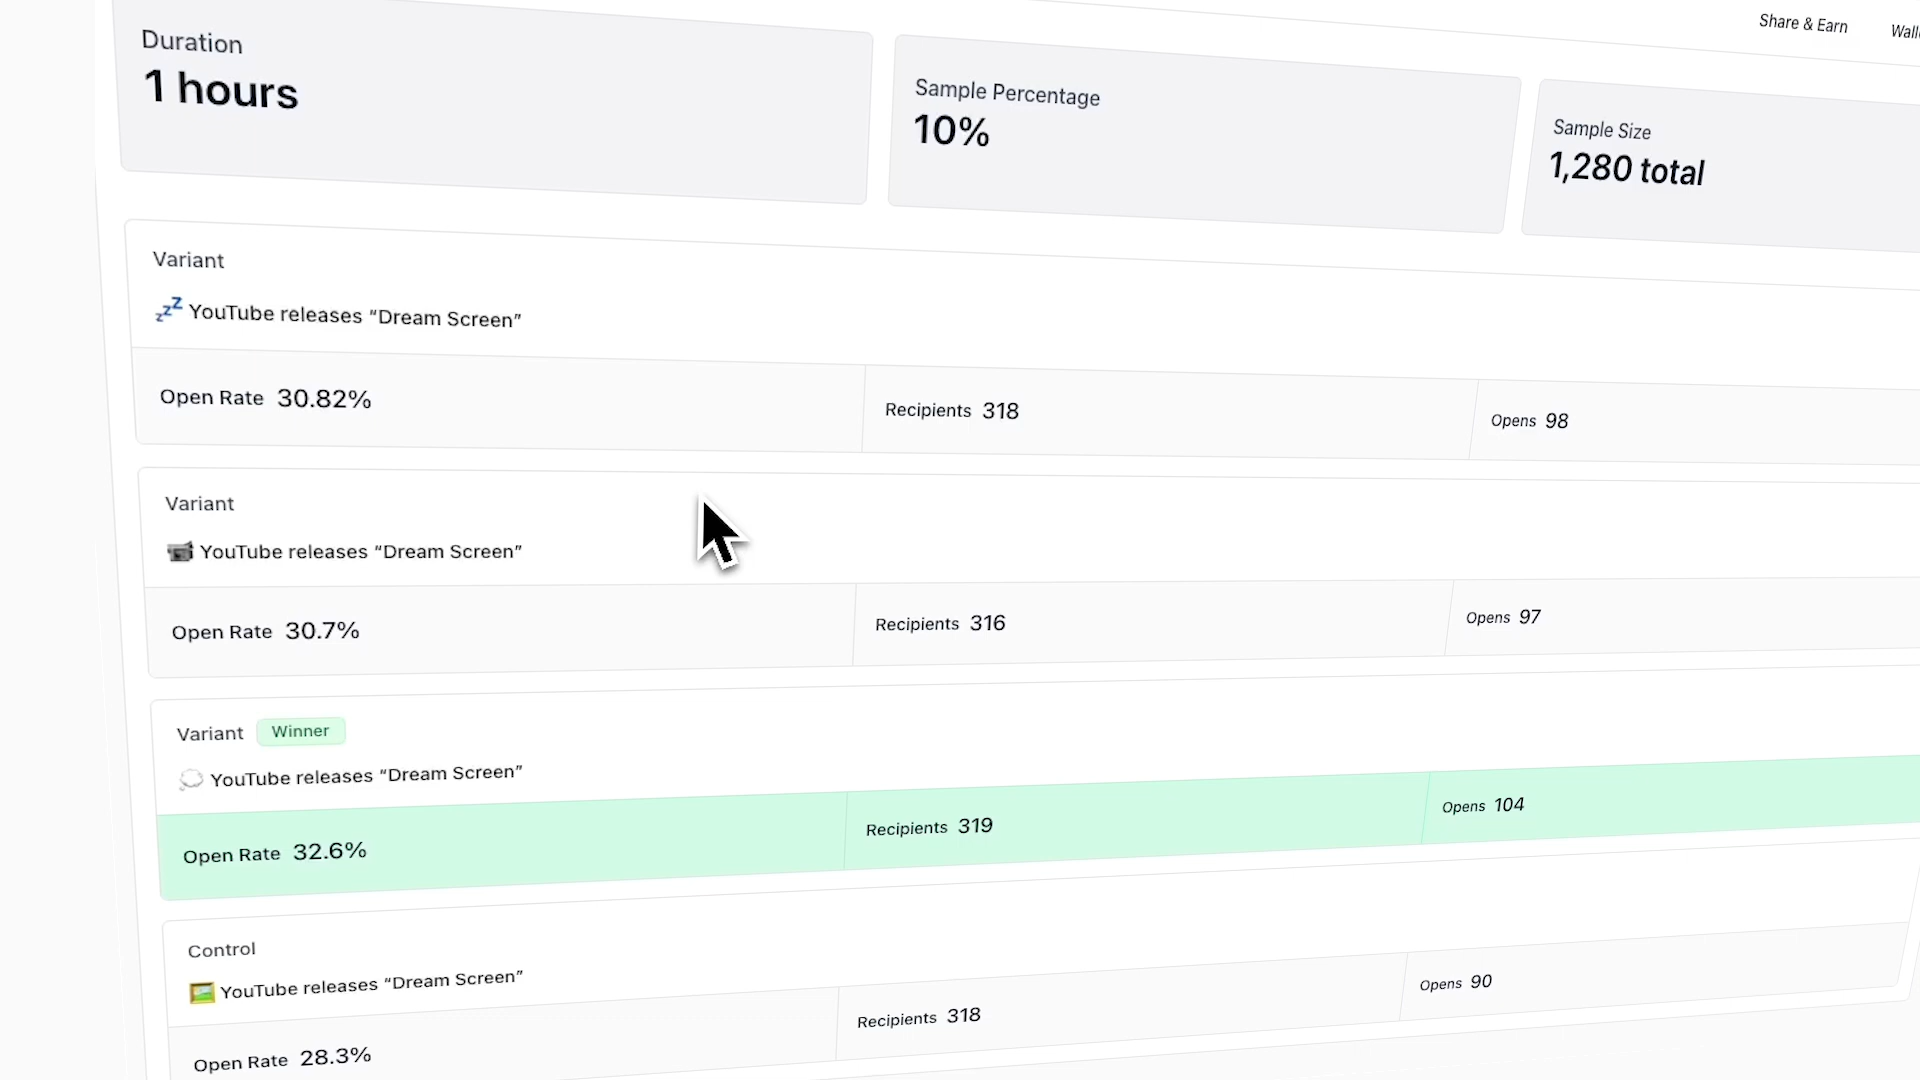 Share & Earn
Duration
1 hours
Sample Percentage
10%
Sample Size
1,280 total
Variant
💤 YouTube releases “Dream Screen”
Open Rate 30.82%
Recipients 318
Opens 98
Variant
📹 YouTube releases “Dream Screen”
Open Rate 30.7%
Recipients 316
Opens 97
Variant Winner
💭 YouTube releases “Dream Screen”
Open Rate 32.6%
Recipients 319
Opens 104
Control
🖼️ YouTube releases “Dream Screen”
Open Rate 28.3%
Recipients 318
Opens 90